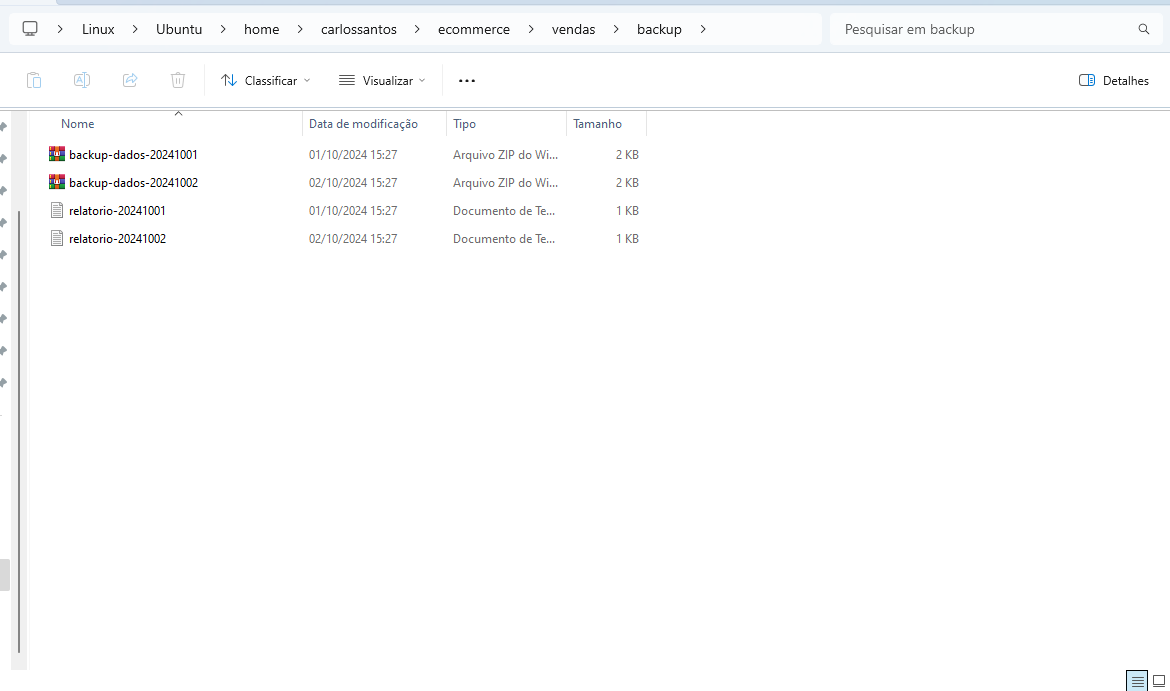 Linux Ubuntu home carlossantos ecommerce vendas backup Pesquisar em backup
Classificar Visualizar Detalhes
Nome Data de modificação Tipo Tamanho
backup-dados-20241001 01/10/2024 15:27 Arquivo ZIP do Wi... 2 KB
backup-dados-20241002 02/10/2024 15:27 Arquivo ZIP do Wi... 2 KB
relatorio-20241001 01/10/2024 15:27 Documento de Te... 1 KB
relatorio-20241002 02/10/2024 15:27 Documento de Te... 1 KB